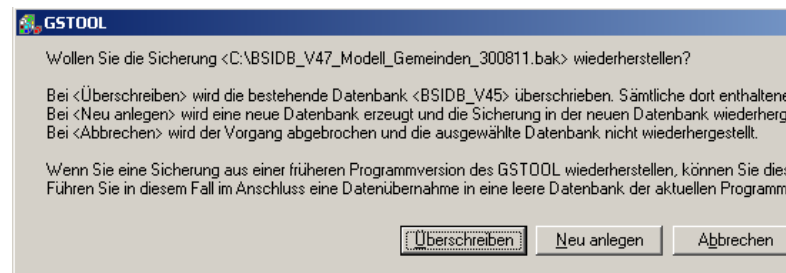 GSTOOL
Wollen Sie die Sicherung <C:\BSIDB_V47_Modell_Gemeinden_300811.bak> wiederherstellen?
Bei <Überschreiben> wird die bestehende Datenbank <BSIDB_V45> überschrieben. Sämtliche dort enthaltene
Bei <Neu anlegen> wird eine neue Datenbank erzeugt und die Sicherung in der neuen Datenbank wiederherg
Bei <Abbrechen> wird der Vorgang abgebrochen und die ausgewählte Datenbank nicht wiederhergestellt.
Wenn Sie eine Sicherung aus einer früheren Programmversion des GSTOOL wiederherstellen, können Sie dies
Führen Sie in diesem Fall im Anschluss eine Datenübernahme in eine leere Datenbank der aktuellen Programm
Überschreiben Neu anlegen Abbrechen